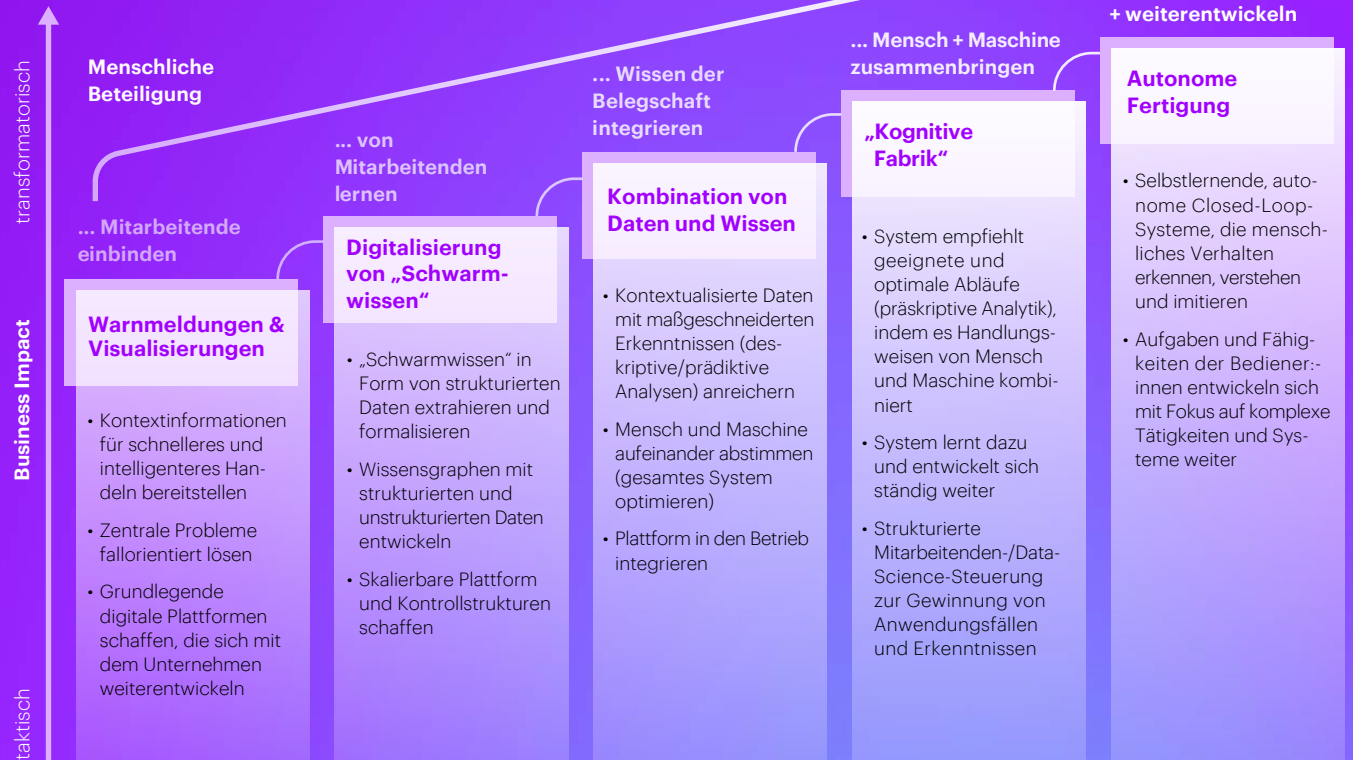 transformatorisch
Business Impact
taktisch
Menschliche
Beteiligung
... Mitarbeitende
einbinden
Warnmeldungen &
Visualisierungen
• Kontextinformationen
für schnelleres und
intelligenteres Han-
deln bereitstellen
• Zentrale Probleme
fallorientiert lösen
• Grundlegende
digitale Plattformen
schaffen, die sich mit
dem Unternehmen
weiterentwickeln
... von
Mitarbeitenden
lernen
Digitalisierung
von „Schwarm-
wissen“
• „Schwarmwissen“ in
Form von strukturierten
Daten extrahieren und
formalisieren
• Wissensgraphen mit
strukturierten und
unstrukturierten Daten
entwickeln
• Skalierbare Plattform
und Kontrollstrukturen
schaffen
... Wissen der
Belegschaft
integrieren
Kombination von
Daten und Wissen
• Kontextualisierte Daten
mit maßgeschneiderten
Erkenntnissen (des-
kriptive/prädiktive
Analysen) anreichern
• Mensch und Maschine
aufeinander abstimmen
(gesamtes System
optimieren)
• Plattform in den Betrieb
integrieren
... Mensch + Maschine
zusammenbringen
„Kognitive
Fabrik“
• System empfiehlt
geeignete und
optimale Abläufe
(präskriptive Analytik),
indem es Handlungs-
weisen von Mensch
und Maschine kombi-
niert
• System lernt dazu
und entwickelt sich
ständig weiter
• Strukturierte
Mitarbeitenden-/Data-
Science-Steuerung
zur Gewinnung von
Anwendungsfällen
und Erkenntnissen
+ weiterentwickeln
Autonome
Fertigung
• Selbstlernende, auto-
nome Closed-Loop-
Systeme, die mensch-
liches Verhalten
erkennen, verstehen
und imitieren
• Aufgaben und Fähig-
keiten der Bediener:-
innen entwickeln sich
mit Fokus auf komplexe
Tätigkeiten und Sys-
teme weiter